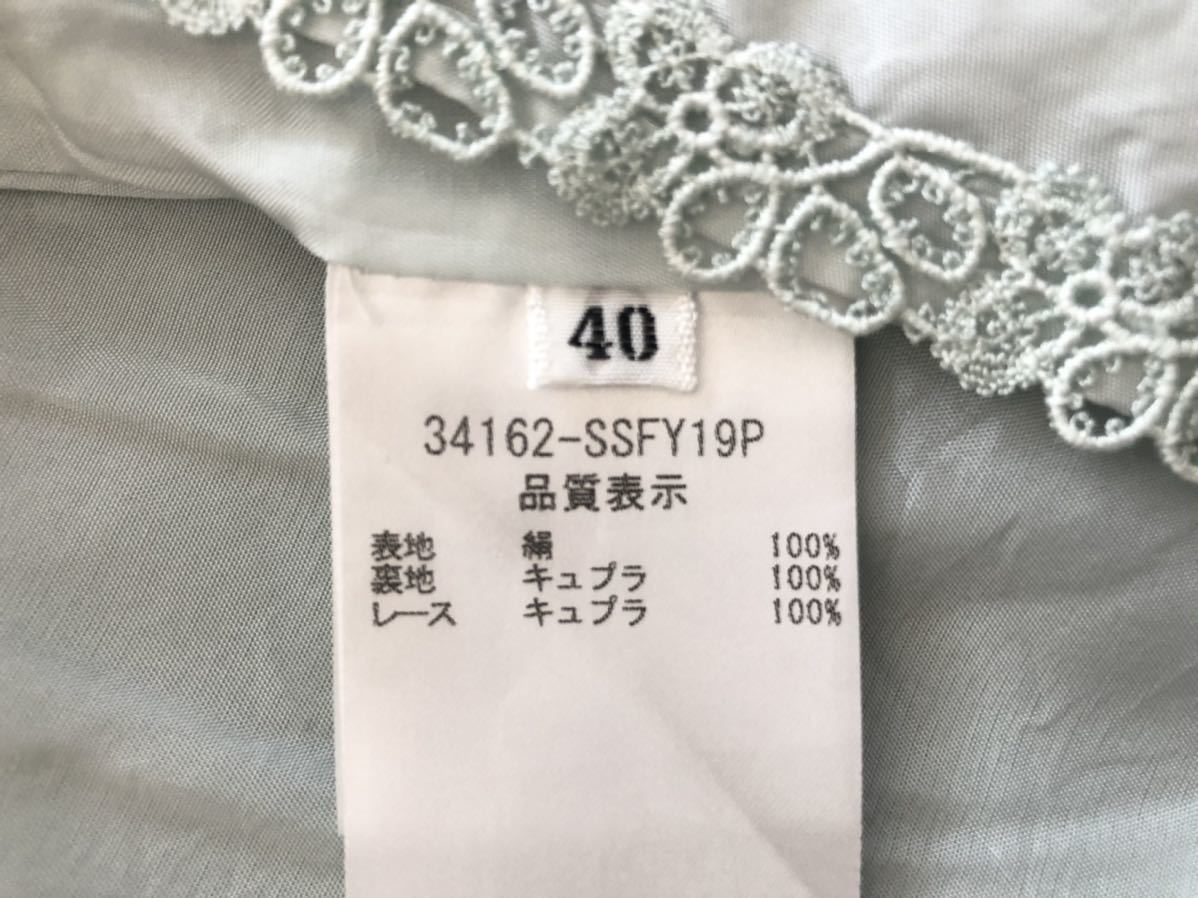 40
34162-SSFY19P
品質表示
表地 絹 100%
裏地 キュプラ 100%
レース キュプラ 100%